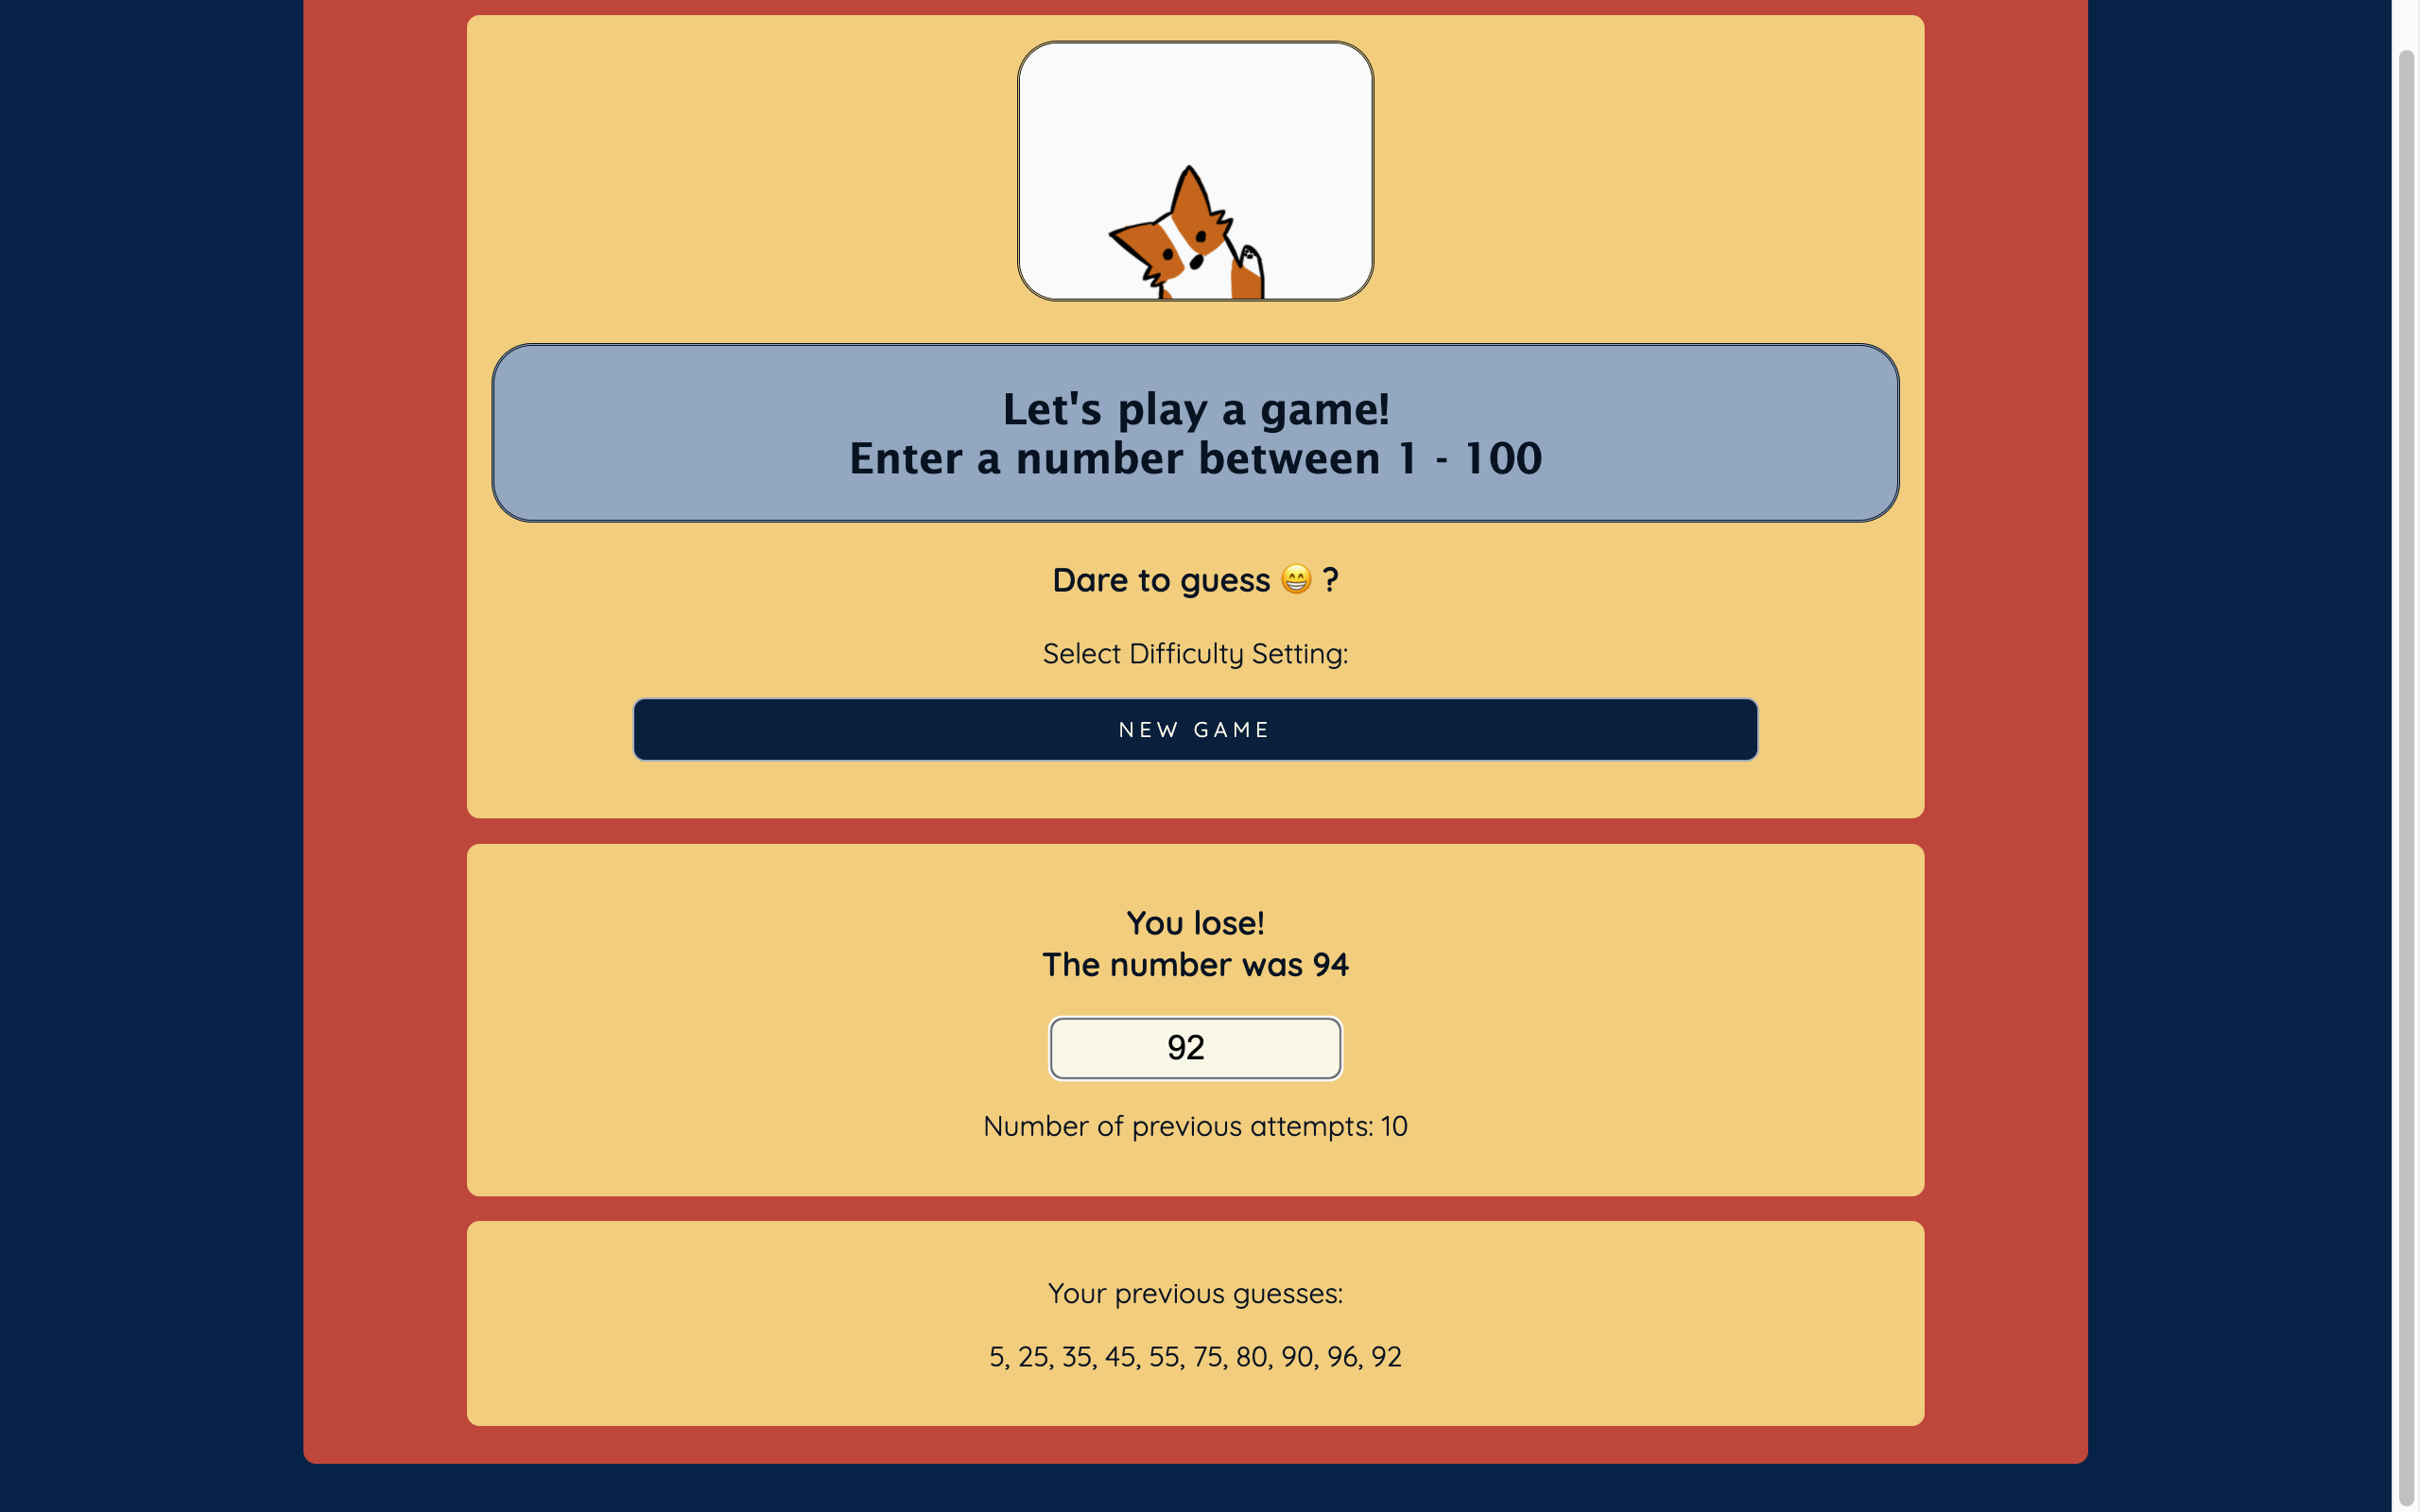 Let's play a game!
Enter a number between 1 - 100
Dare to guess 😁 ?
Select Difficulty Setting:
NEW GAME
You lose!
The number was 94
92
Number of previous attempts: 10
Your previous guesses:
5, 25, 35, 45, 55, 75, 80, 90, 96, 92